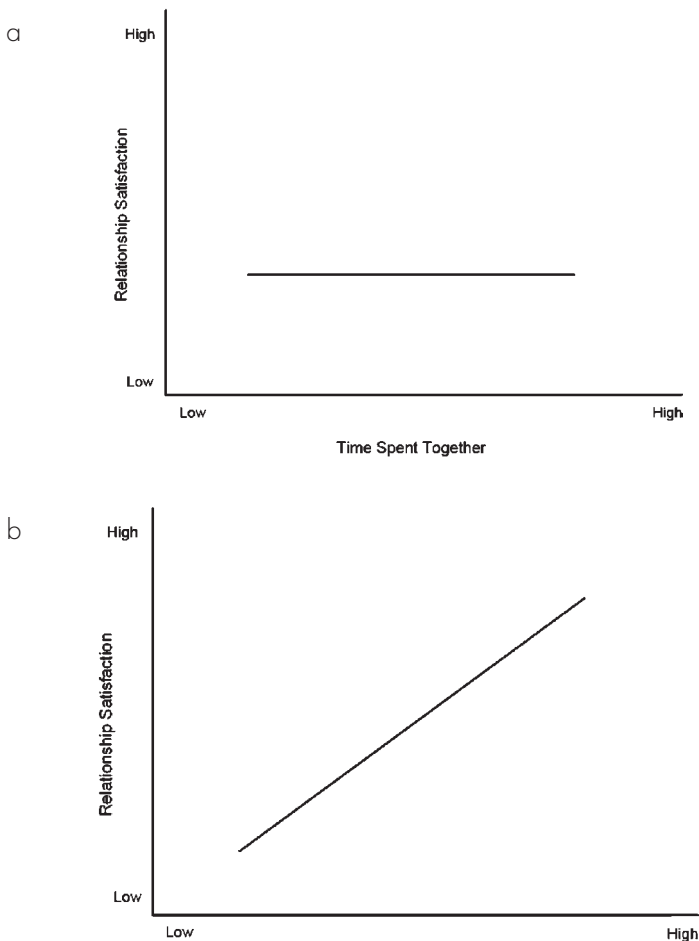 a
High
Relationship Satisfaction
Low
Low
High
Time Spent Together
b
High
Relationship Satisfaction
Low
Low
High